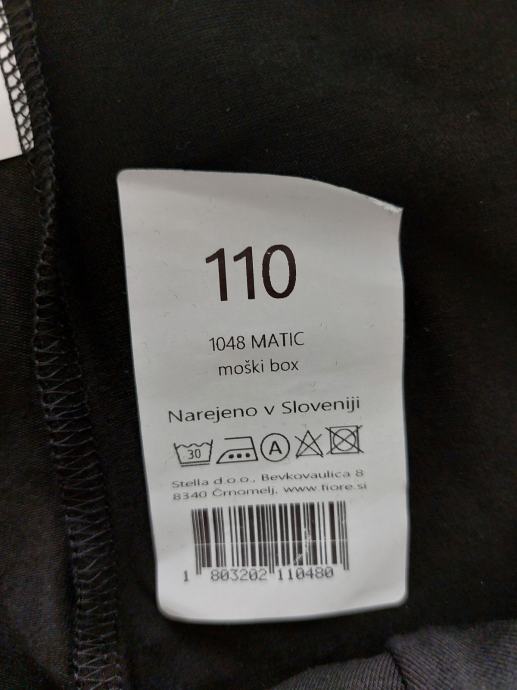 110
1048 MATIC
moški box
Narejeno v Sloveniji
30 A
Stella d.o.o., Bevkovaulica 8
8340 Črnomelj, www.fiore.si
1 803202 110480